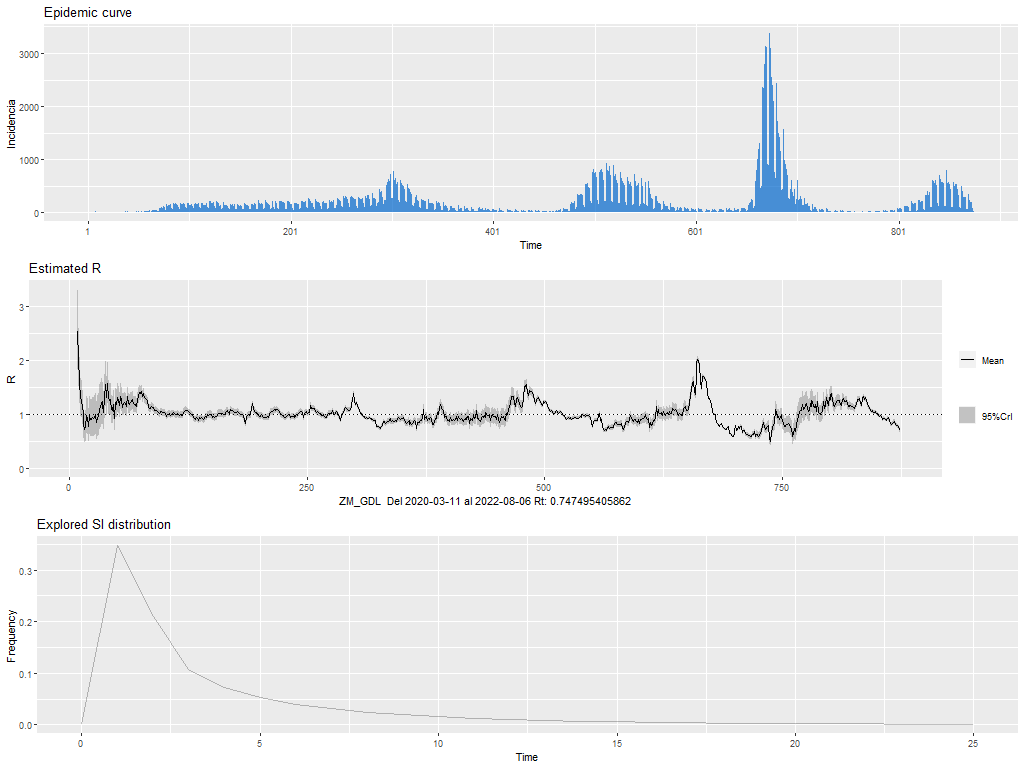 Epidemic curve
3000
2000
1000
0
Incidencia
1 201 401 601 801
Time
Estimated R
3
2
1
0
R
Mean
95%CrI
0 250 500 750
ZM_GDL Del 2020-03-11 al 2022-08-06 Rt: 0.747495405862
Explored SI distribution
0.3
0.2
0.1
0.0
Frequency
0 5 10 15 20 25
Time